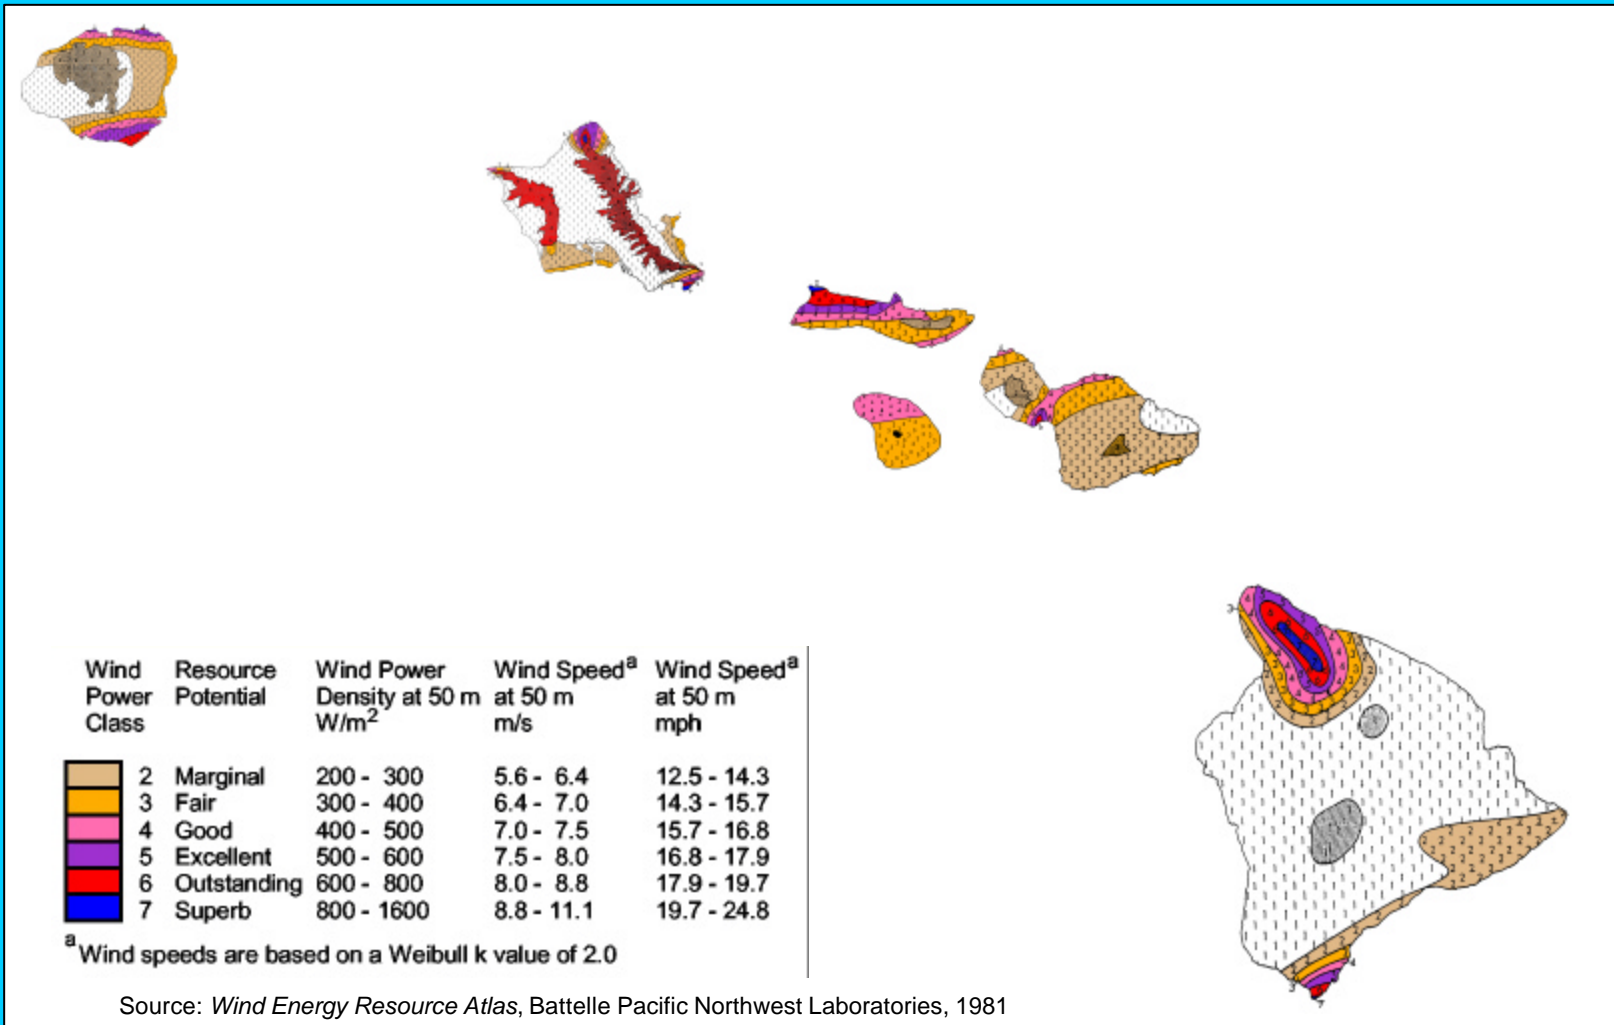 Wind Resource Wind Power Wind Speedᵃ Wind Speedᵃ
Power Potential Density at 50 m at 50 m at 50 m
Class W/m² m/s mph
2 Marginal 200 - 300 5.6 - 6.4 12.5 - 14.3
3 Fair 300 - 400 6.4 - 7.0 14.3 - 15.7
4 Good 400 - 500 7.0 - 7.5 15.7 - 16.8
5 Excellent 500 - 600 7.5 - 8.0 16.8 - 17.9
6 Outstanding 600 - 800 8.0 - 8.8 17.9 - 19.7
7 Superb 800 - 1600 8.8 - 11.1 19.7 - 24.8
ᵃ Wind speeds are based on a Weibull k value of 2.0
Source: Wind Energy Resource Atlas, Battelle Pacific Northwest Laboratories, 1981